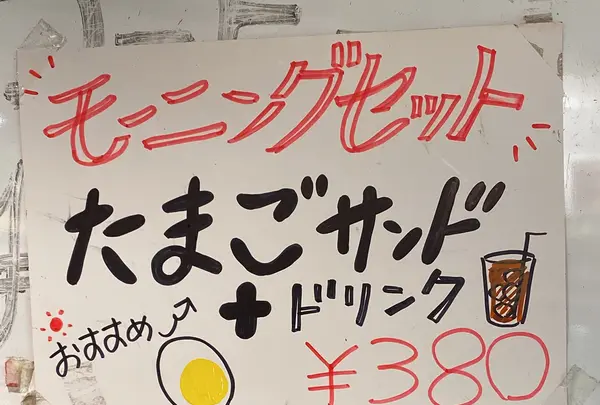 モーニングセット
たまごサンド
+ドリンク
おすすめ
¥380